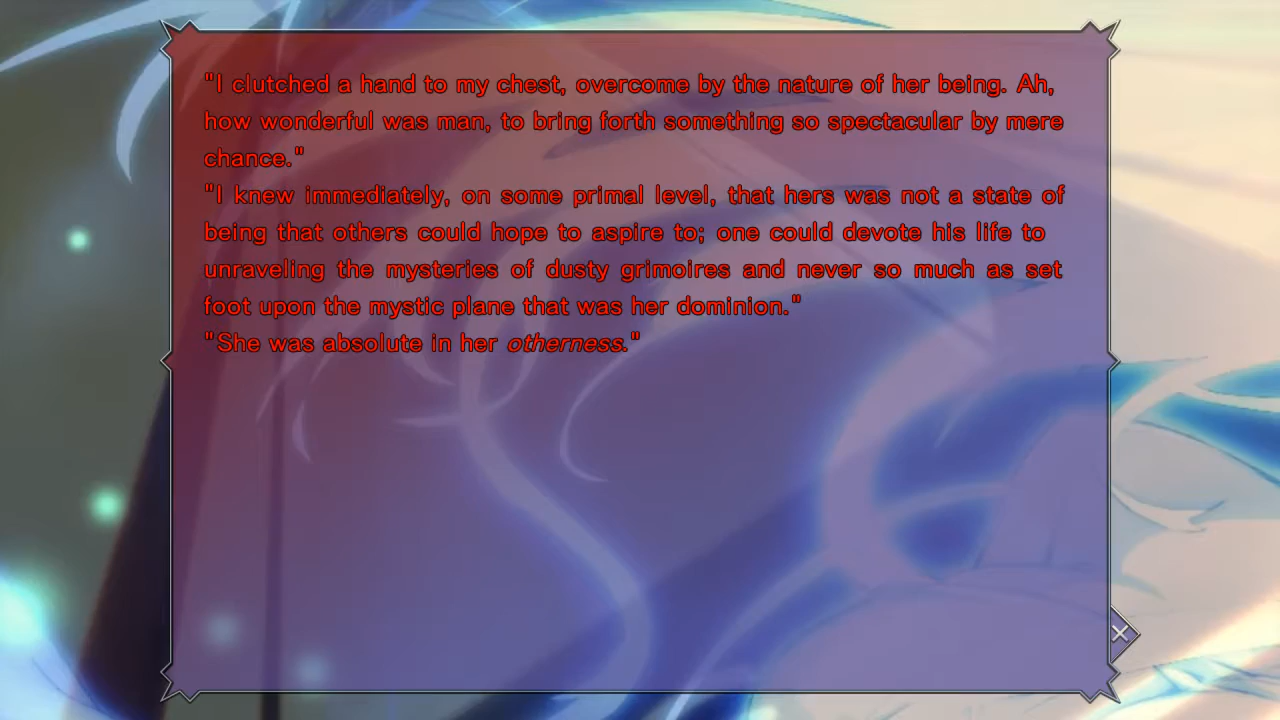 "I clutched a hand to my chest, overcome by the nature of her being. Ah,
how wonderful was man, to bring forth something so spectacular by mere
chance."
"I knew immediately, on some primal level, that hers was not a state of
being that others could hope to aspire to; one could devote his life to
unraveling the mysteries of dusty grimoires and never so much as set
foot upon the mystic plane that was her dominion."
"She was absolute in her otherness."